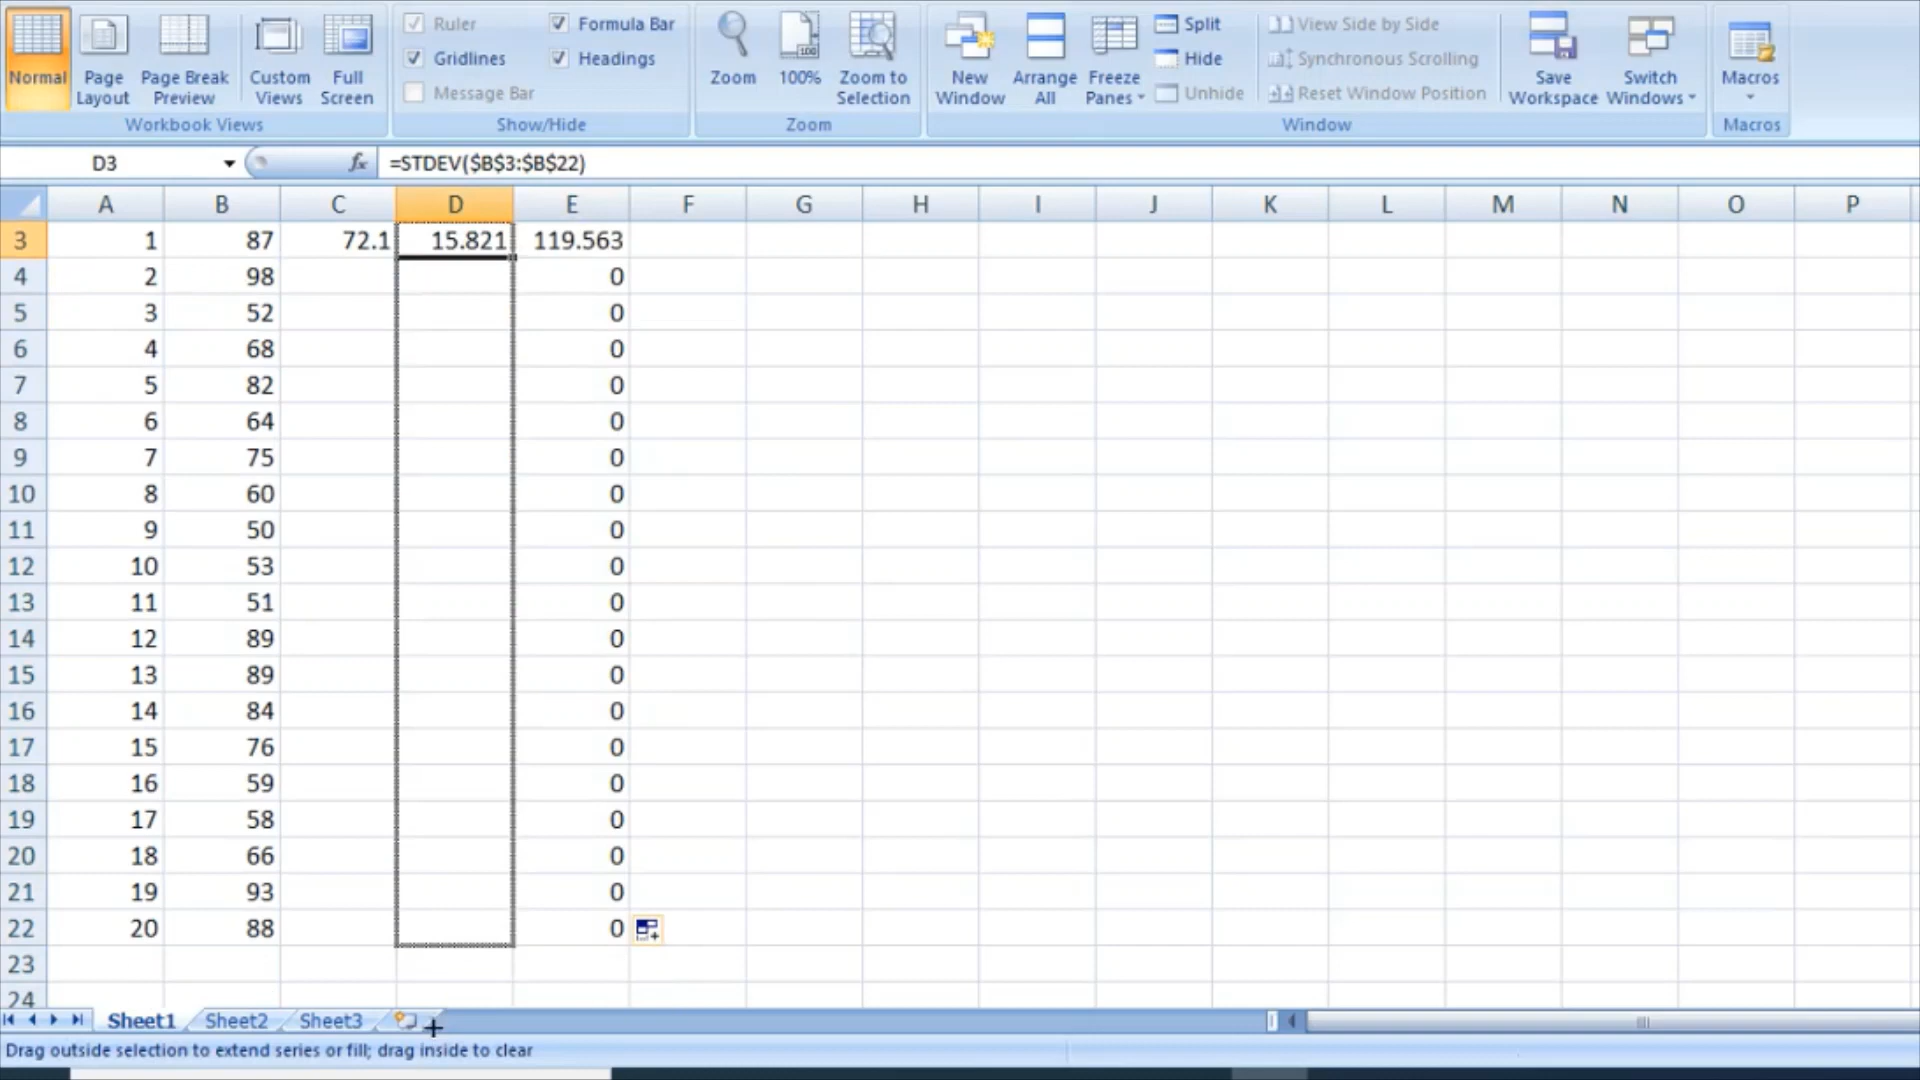 Normal Page Layout Page Break Preview Custom Views Full Screen
Workbook Views
Ruler Formula Bar
Gridlines Headings
Message Bar
Show/Hide
Zoom 100% Zoom to Selection
Zoom
New Window Arrange All Freeze Panes
Split View Side by Side
Hide Synchronous Scrolling
Unhide Reset Window Position
Save Workspace Switch Windows
Window
Macros
Macros
D3 fx =STDEV($B$3:$B$22)
A B C D E F G H I J K L M N O P
3 1 87 72.1 15.821 119.563
4 2 98 0
5 3 52 0
6 4 68 0
7 5 82 0
8 6 64 0
9 7 75 0
10 8 60 0
11 9 50 0
12 10 53 0
13 11 51 0
14 12 89 0
15 13 89 0
16 14 84 0
17 15 76 0
18 16 59 0
19 17 58 0
20 18 66 0
21 19 93 0
22 20 88 0
23
24
Sheet1 Sheet2 Sheet3
Drag outside selection to extend series or fill; drag inside to clear